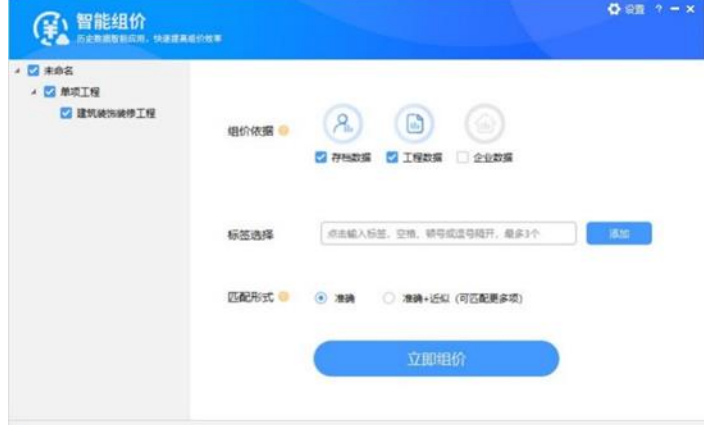 智能组价
历史数据智能应用，快速提高组价效率
设置 ?
未命名
单项工程
建筑装饰装修工程
组价依据
存档数据 工程数据 企业数据
标签选择 点击输入标签、空格、顿号或逗号隔开，最多3个 添加
匹配形式 准确 准确+近似（可匹配更多项）
立即组价